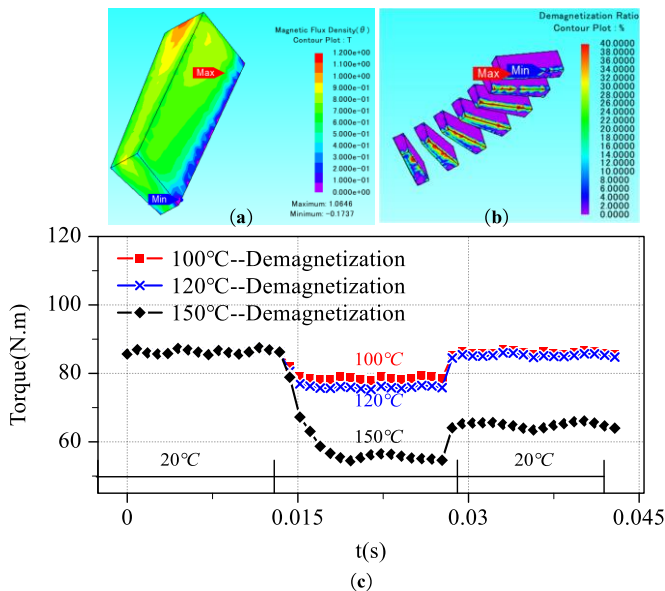 Magnetic Flux Density(θ)
Contour Plot : T
1.200e+00
1.100e+00
1.000e+00
9.000e-01
8.000e-01
7.000e-01
6.000e-01
5.000e-01
4.000e-01
3.000e-01
2.000e-01
1.000e-01
0.000e+00
Maximum: 1.0646
Minimum: -0.1737
Max
Min
(a)
Demagnetization Ratio
Contour Plot : %
40.0000
38.0000
36.0000
34.0000
32.0000
30.0000
28.0000
26.0000
24.0000
22.0000
20.0000
18.0000
16.0000
14.0000
12.0000
10.0000
8.0000
6.0000
4.0000
2.0000
0.0000
Max
Min
(b)
120
100
80
60
Torque(N.m)
100℃--Demagnetization
120℃--Demagnetization
150℃--Demagnetization
100℃
120℃
150℃
20℃
20℃
0
0.015
0.03
0.045
t(s)
(c)